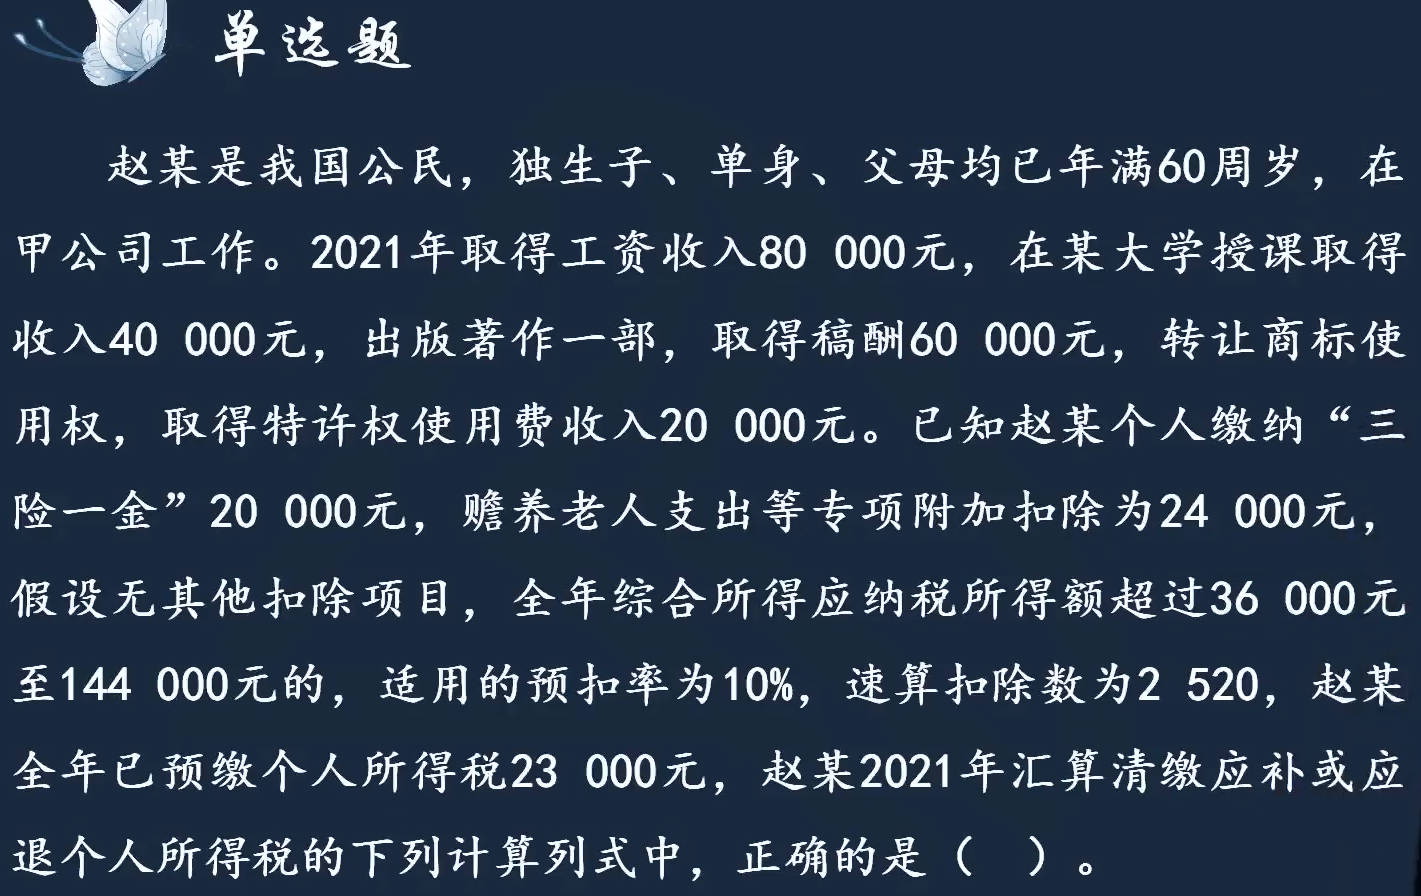 单选题
赵某是我国公民，独生子、单身、父母均已年满60周岁，在
甲公司工作。2021年取得工资收入80 000元，在某大学授课取得
收入40 000元，出版著作一部，取得稿酬60 000元，转让商标使
用权，取得特许权使用费收入20 000元。已知赵某个人缴纳“三
险一金”20 000元，赡养老人支出等专项附加扣除为24 000元，
假设无其他扣除项目，全年综合所得应纳税所得额超过36 000元
至144 000元的，适用的预扣率为10%，速算扣除数为2 520，赵某
全年已预缴个人所得税23 000元，赵某2021年汇算清缴应补或应
退个人所得税的下列计算列式中，正确的是（ ）。